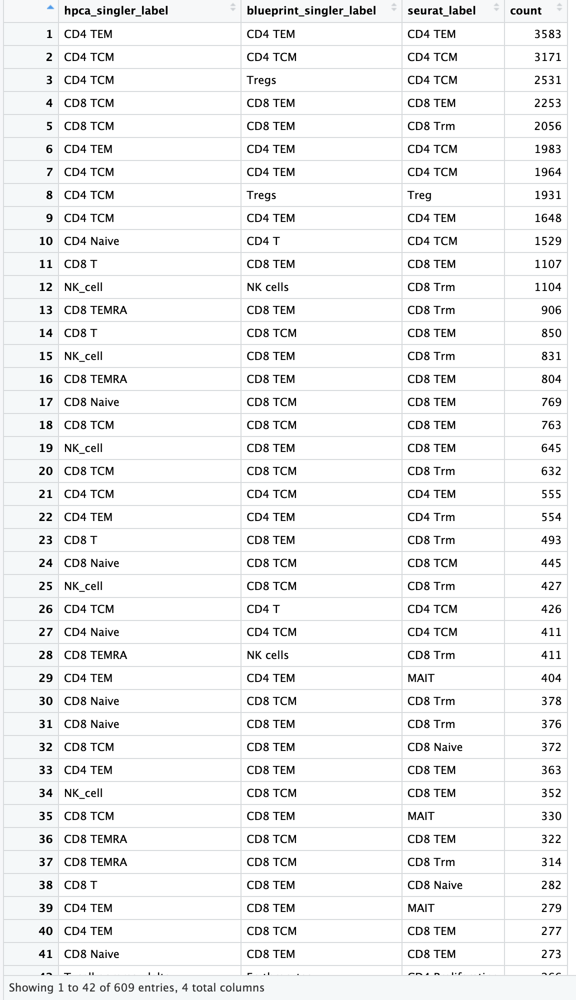 hpca_singler_label blueprint_singler_label seurat_label count
1 CD4 TEM CD4 TEM CD4 TEM 3583
2 CD4 TCM CD4 TCM CD4 TCM 3171
3 CD4 TCM Tregs CD4 TCM 2531
4 CD8 TCM CD8 TEM CD8 TEM 2253
5 CD8 TCM CD8 TEM CD8 Trm 2056
6 CD4 TEM CD4 TEM CD4 TCM 1983
7 CD4 TCM CD4 TEM CD4 TCM 1964
8 CD4 TCM Tregs Treg 1931
9 CD4 TCM CD4 TEM CD4 TEM 1648
10 CD4 Naive CD4 T CD4 TCM 1529
11 CD8 T CD8 TEM CD8 TEM 1107
12 NK_cell NK cells CD8 Trm 1104
13 CD8 TEMRA CD8 TEM CD8 Trm 906
14 CD8 T CD8 TCM CD8 TEM 850
15 NK_cell CD8 TEM CD8 Trm 831
16 CD8 TEMRA CD8 TEM CD8 TEM 804
17 CD8 Naive CD8 TCM CD8 TEM 769
18 CD8 TCM CD8 TCM CD8 TEM 763
19 NK_cell CD8 TEM CD8 TEM 645
20 CD8 TCM CD8 TCM CD8 Trm 632
21 CD4 TCM CD4 TCM CD4 TEM 555
22 CD4 TEM CD4 TEM CD4 Trm 554
23 CD8 T CD8 TEM CD8 Trm 493
24 CD8 Naive CD8 TCM CD8 TCM 445
25 NK_cell CD8 TCM CD8 Trm 427
26 CD4 TCM CD4 T CD4 TCM 426
27 CD4 Naive CD4 TCM CD4 TCM 411
28 CD8 TEMRA NK cells CD8 Trm 411
29 CD4 TEM CD4 TEM MAIT 404
30 CD8 Naive CD8 TCM CD8 Trm 378
31 CD8 Naive CD8 TEM CD8 Trm 376
32 CD8 TCM CD8 TEM CD8 Naive 372
33 CD4 TEM CD8 TEM CD8 TEM 363
34 NK_cell CD8 TCM CD8 TEM 352
35 CD8 TCM CD8 TEM MAIT 330
36 CD8 TEMRA CD8 TCM CD8 TEM 322
37 CD8 TEMRA CD8 TCM CD8 Trm 314
38 CD8 T CD8 TEM CD8 Naive 282
39 CD4 TEM CD8 TEM MAIT 279
40 CD4 TEM CD8 TCM CD8 TEM 277
41 CD8 Naive CD8 TEM CD8 TEM 273
Showing 1 to 42 of 609 entries, 4 total columns